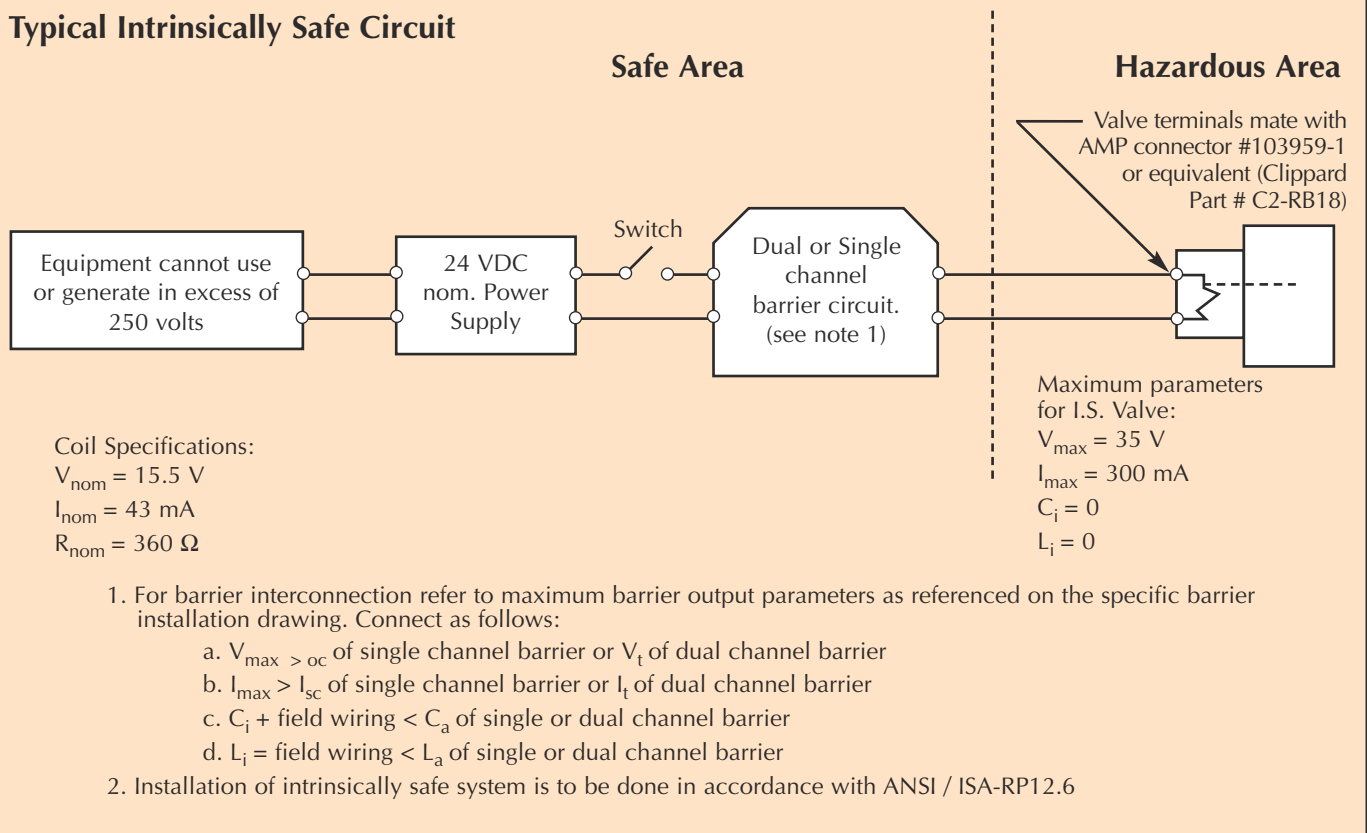 Typical Intrinsically Safe Circuit
Safe Area
Hazardous Area
Valve terminals mate with
AMP connector #103959-1
or equivalent (Clippard
Part # C2-RB18)
Equipment cannot use
or generate in excess of
250 volts
24 VDC
nom. Power
Supply
Switch
Dual or Single
channel
barrier circuit.
(see note 1)
Coil Specifications:
Vnom = 15.5 V
Inom = 43 mA
Rnom = 360 Ω
Maximum parameters
for I.S. Valve:
Vmax = 35 V
Imax = 300 mA
Ci = 0
Li = 0
1. For barrier interconnection refer to maximum barrier output parameters as referenced on the specific barrier
installation drawing. Connect as follows:
a. Vmax > oc of single channel barrier or Vt of dual channel barrier
b. Imax > Isc of single channel barrier or It of dual channel barrier
c. Ci + field wiring < Ca of single or dual channel barrier
d. Li = field wiring < La of single or dual channel barrier
2. Installation of intrinsically safe system is to be done in accordance with ANSI / ISA-RP12.6